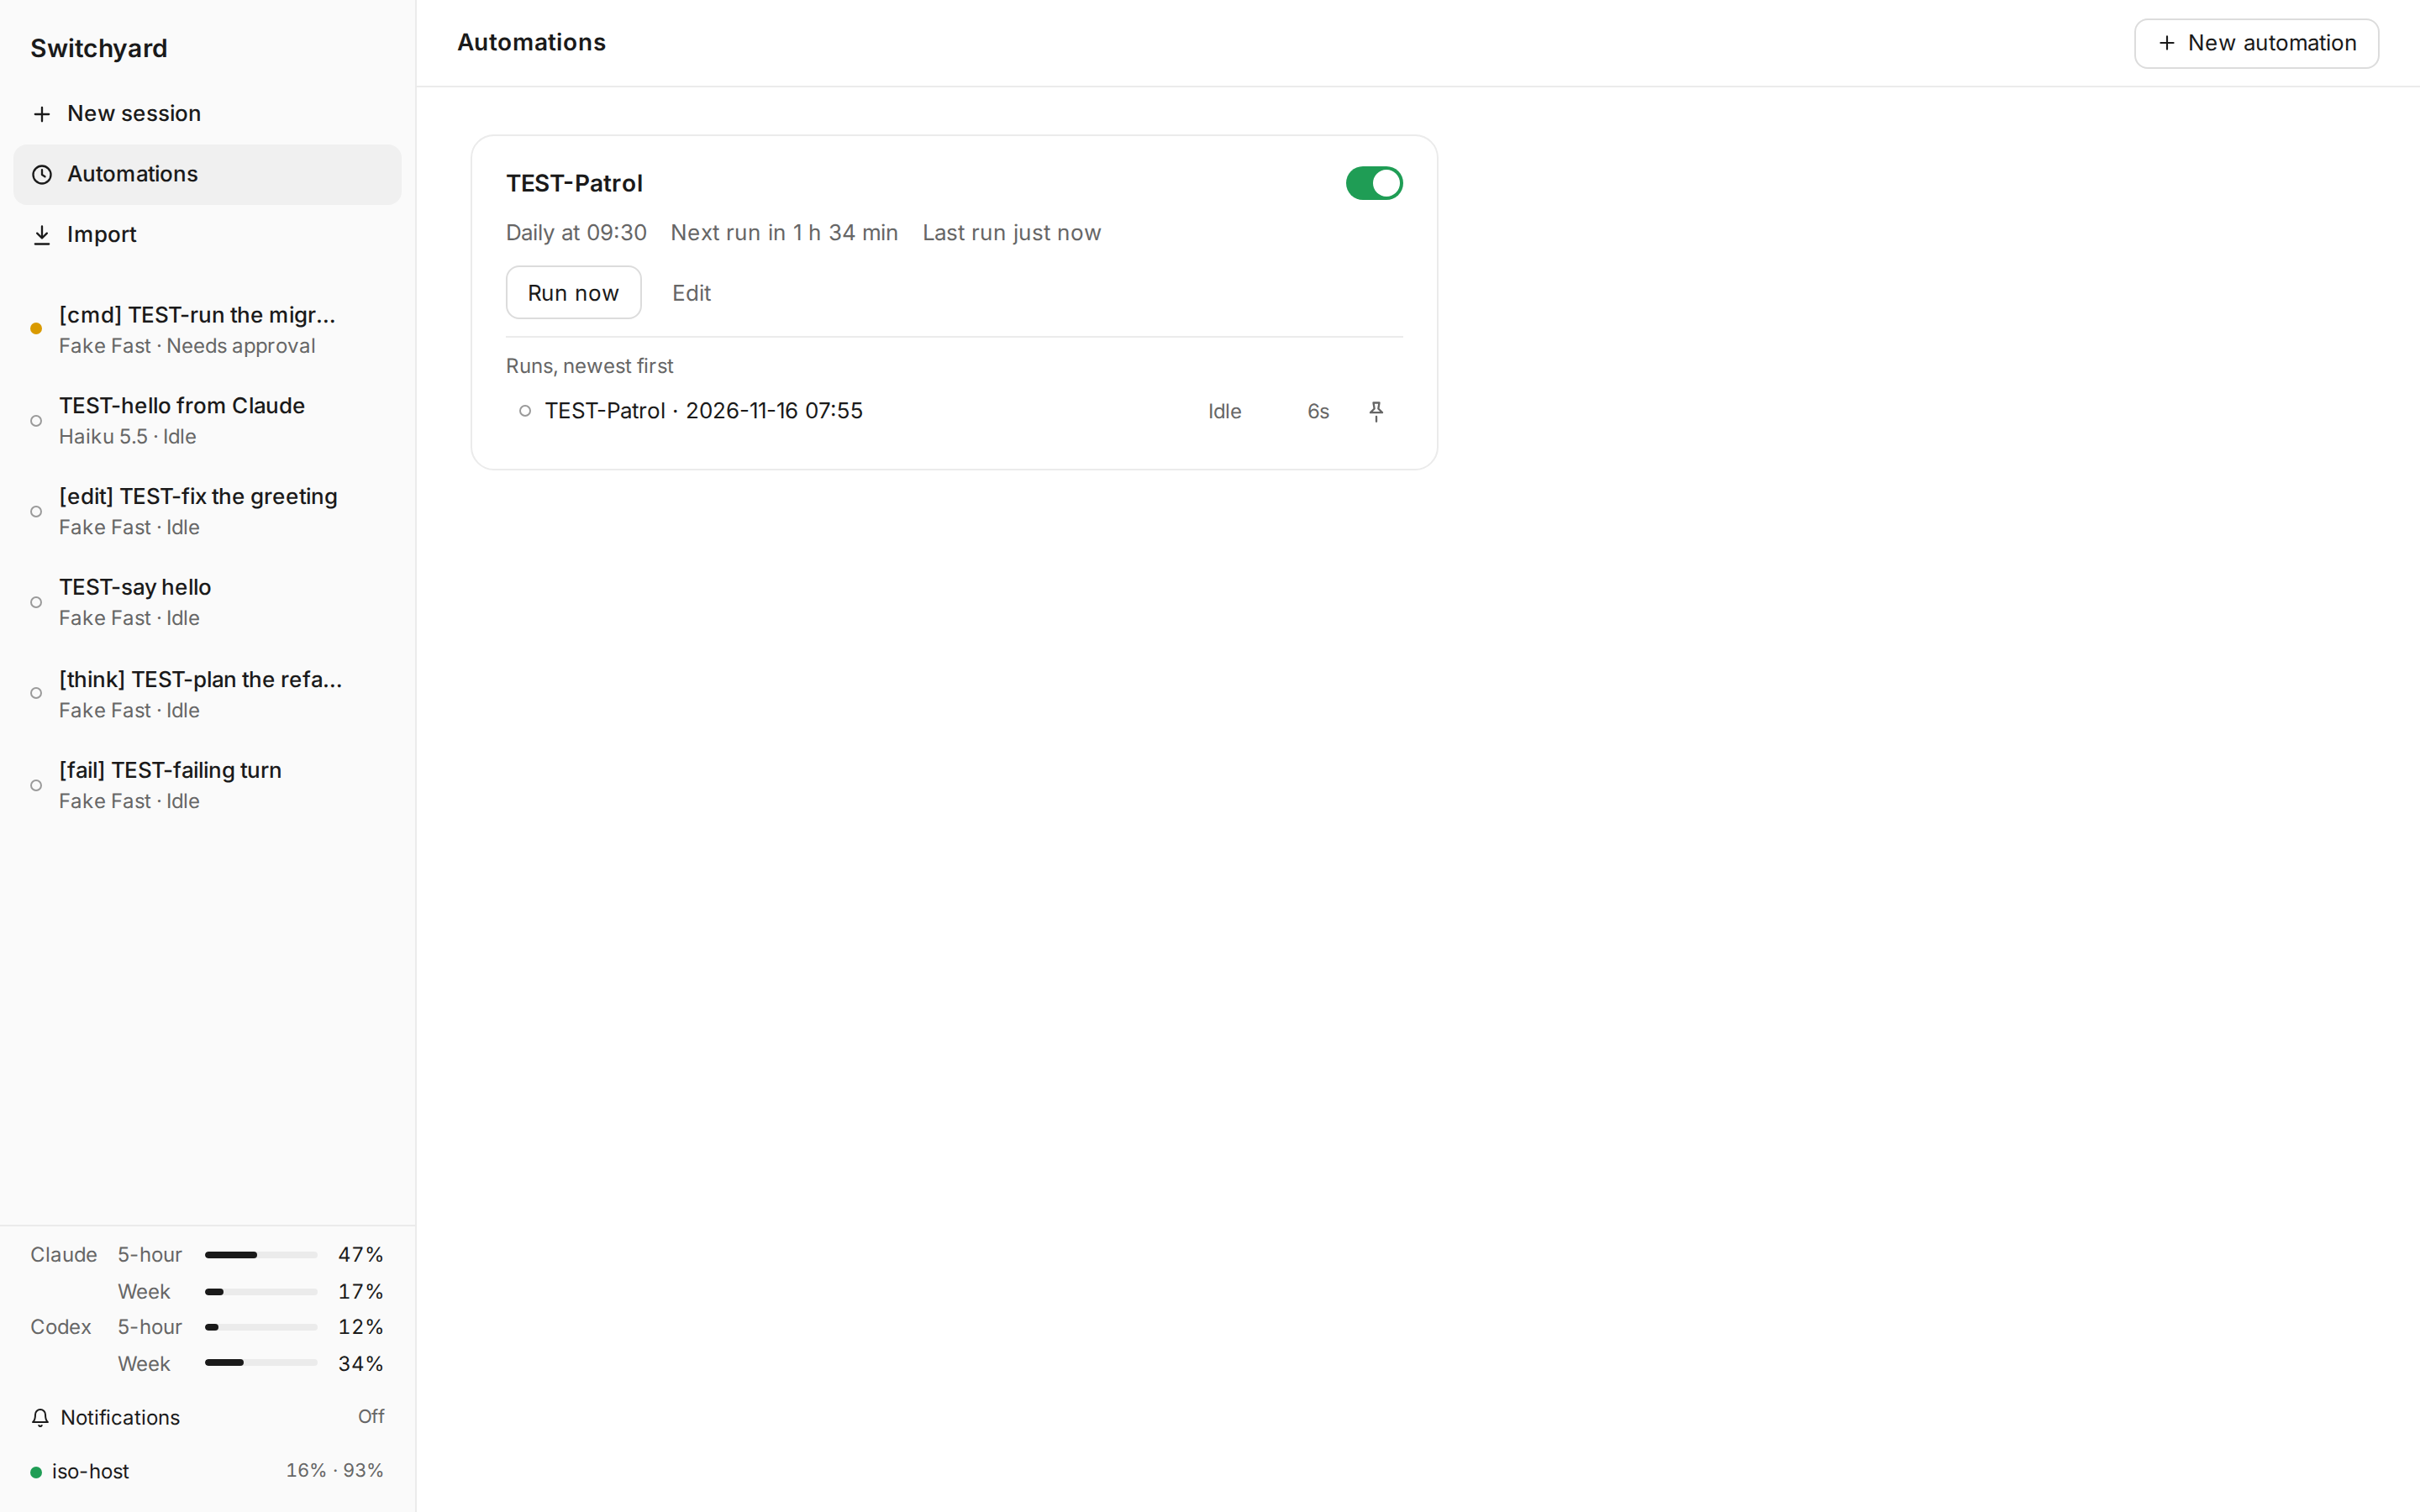 Switchyard
New session
Automations
Import
[cmd] TEST-run the migr...
Fake Fast · Needs approval
TEST-hello from Claude
Haiku 5.5 · Idle
[edit] TEST-fix the greeting
Fake Fast · Idle
TEST-say hello
Fake Fast · Idle
[think] TEST-plan the refa...
Fake Fast · Idle
[fail] TEST-failing turn
Fake Fast · Idle
Claude 5-hour 47%
Week 17%
Codex 5-hour 12%
Week 34%
Notifications Off
iso-host 16% · 93%
Automations
New automation
TEST-Patrol
Daily at 09:30 Next run in 1 h 34 min Last run just now
Run now Edit
Runs, newest first
TEST-Patrol · 2026-11-16 07:55 Idle 6s